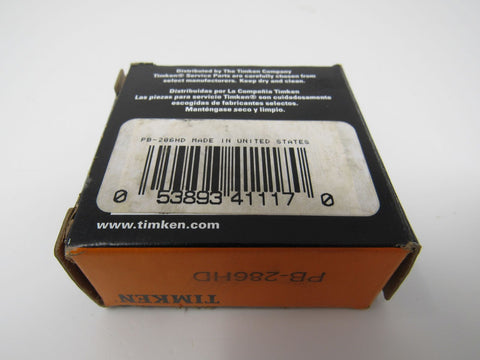 Distributed by The Timken Company
Timken® Service Parts are carefully chosen from
select manufacturers. Keep dry and clean.
Distribuidas por La Compañía Timken
Las piezas para servicio Timken® son cuidadosamente
escogidas de fabricantes selectos.
Manténgase seco y limpio.
PB-286HD MADE IN UNITED STATES
0 53893 41117 0
www.timken.com
PB-286HD
TIMKEN